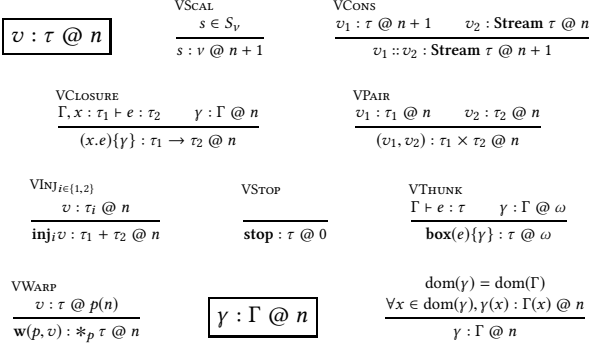 v : τ @ n
VScal
s ∈ S_ν
s : ν @ n + 1
VCons
v₁ : τ @ n + 1 v₂ : Stream τ @ n
v₁ :: v₂ : Stream τ @ n + 1
VClosure
Γ, x : τ₁ ⊢ e : τ₂ γ : Γ @ n
(x.e){γ} : τ₁ → τ₂ @ n
VPair
v₁ : τ₁ @ n v₂ : τ₂ @ n
(v₁, v₂) : τ₁ × τ₂ @ n
VInj_{i∈{1,2}}
v : τᵢ @ n
injᵢ v : τ₁ + τ₂ @ n
VStop
stop : τ @ 0
VThunk
Γ ⊢ e : τ γ : Γ @ ω
box(e){γ} : τ @ ω
VWarp
v : τ @ p(n)
w(p, v) : ∗ₚ τ @ n
γ : Γ @ n
dom(γ) = dom(Γ)
∀x ∈ dom(γ), γ(x) : Γ(x) @ n
γ : Γ @ n